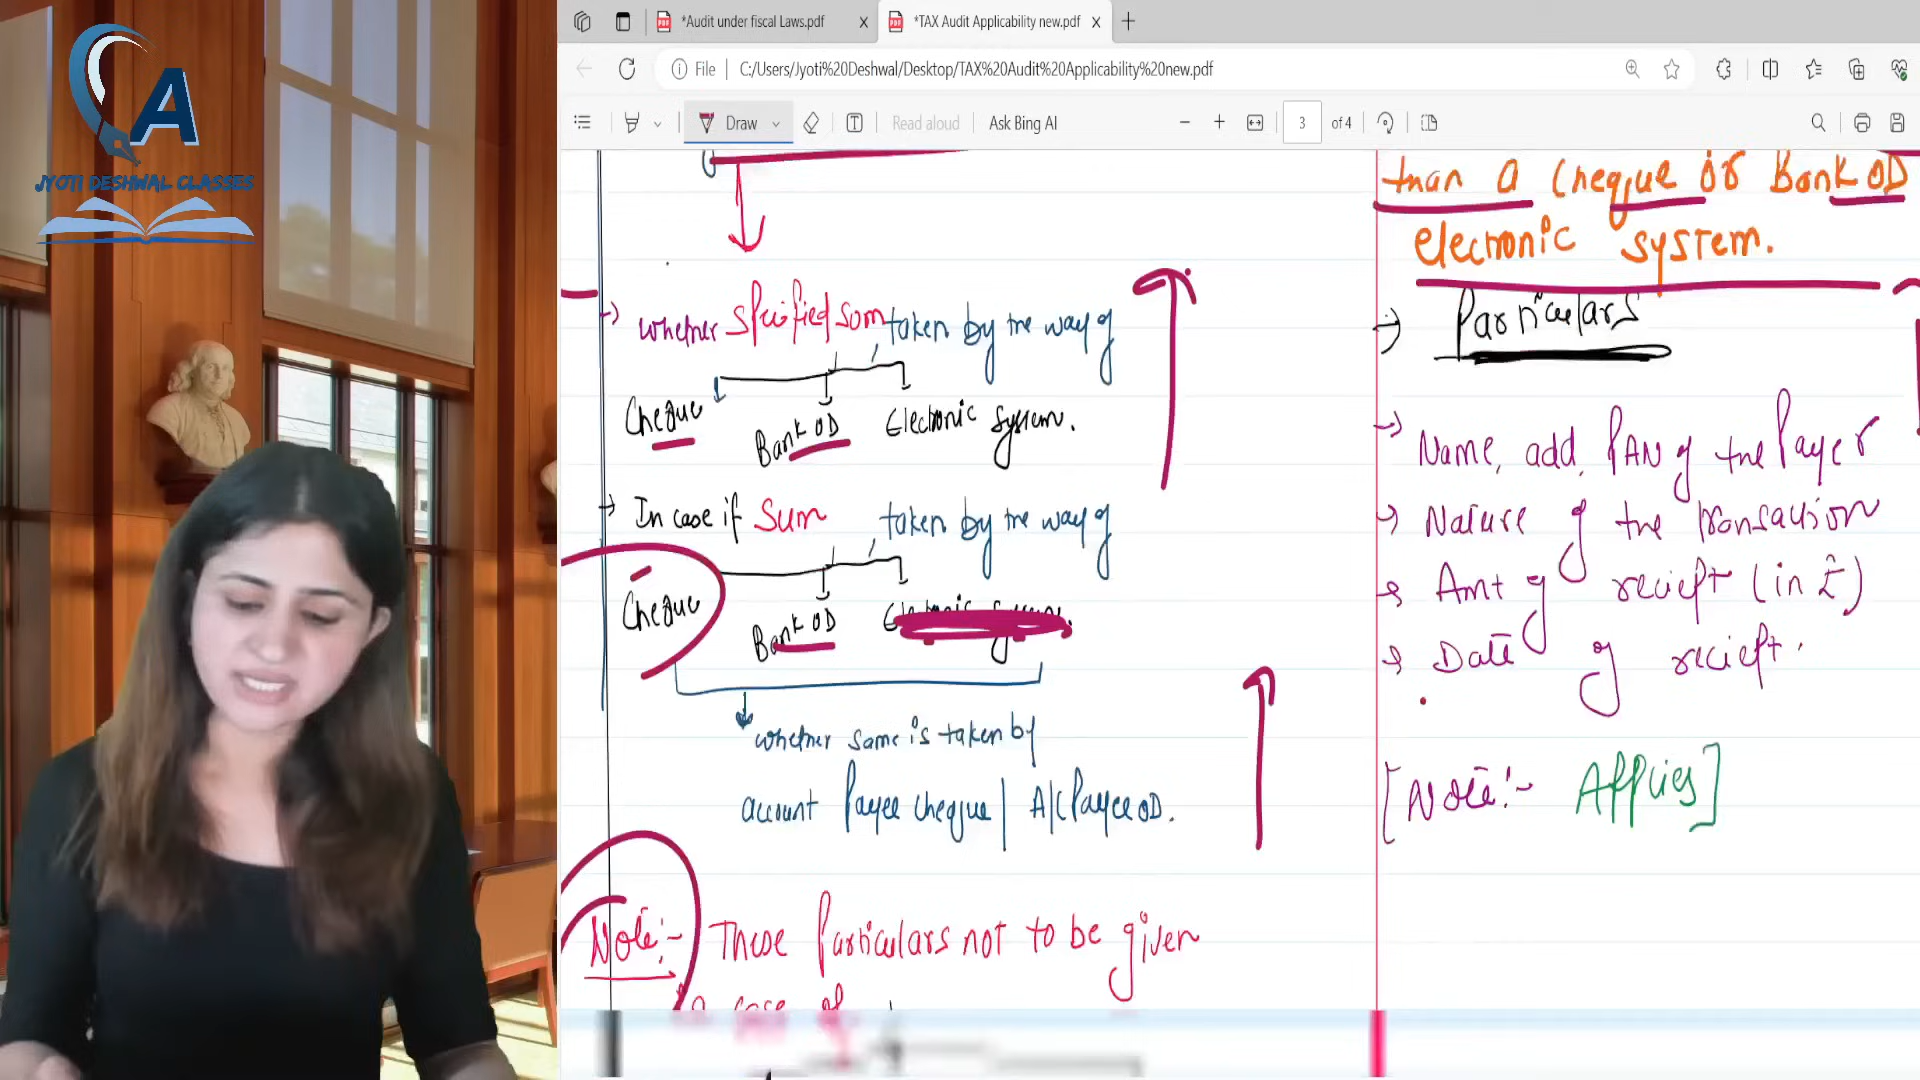 A
JYOTI DESHWAL CLASSES
*Audit under fiscal Laws.pdf
*TAX Audit Applicability new.pdf
File
C:/Users/Jyoti%20Deshwal/Desktop/TAX%20Audit%20Applicability%20new.pdf
Draw
Read aloud
Ask Bing AI
3 of 4
→ whether specified sum taken by the way of
Cheque
Bank OD
Electronic system.
→ In case if Sum taken by the way of
Cheque
Bank OD
whether same is taken by
account Payee cheque | A/C Payee OD.
Note:- These Particulars not to be given
in case of
than a cheque or Bank OD
electronic system.
→ Particulars
→ Name, add, PAN of the Payer
→ Nature of the transaction
→ Amt of reciept (in ₹)
→ Date of reciept.
[Note:- Applies]